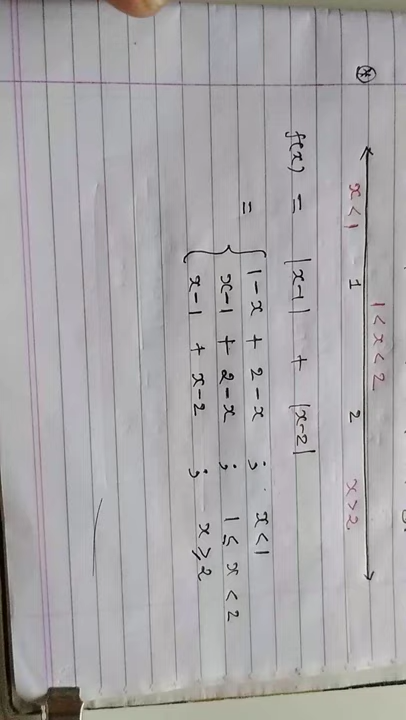 1 < x < 2
x < 1 1 2 x > 2
f(x) = |x-1| + |x-2|
= { 1-x + 2-x ; x < 1
x-1 + 2-x ; 1 ≤ x < 2
x-1 + x-2 ; x ≥ 2